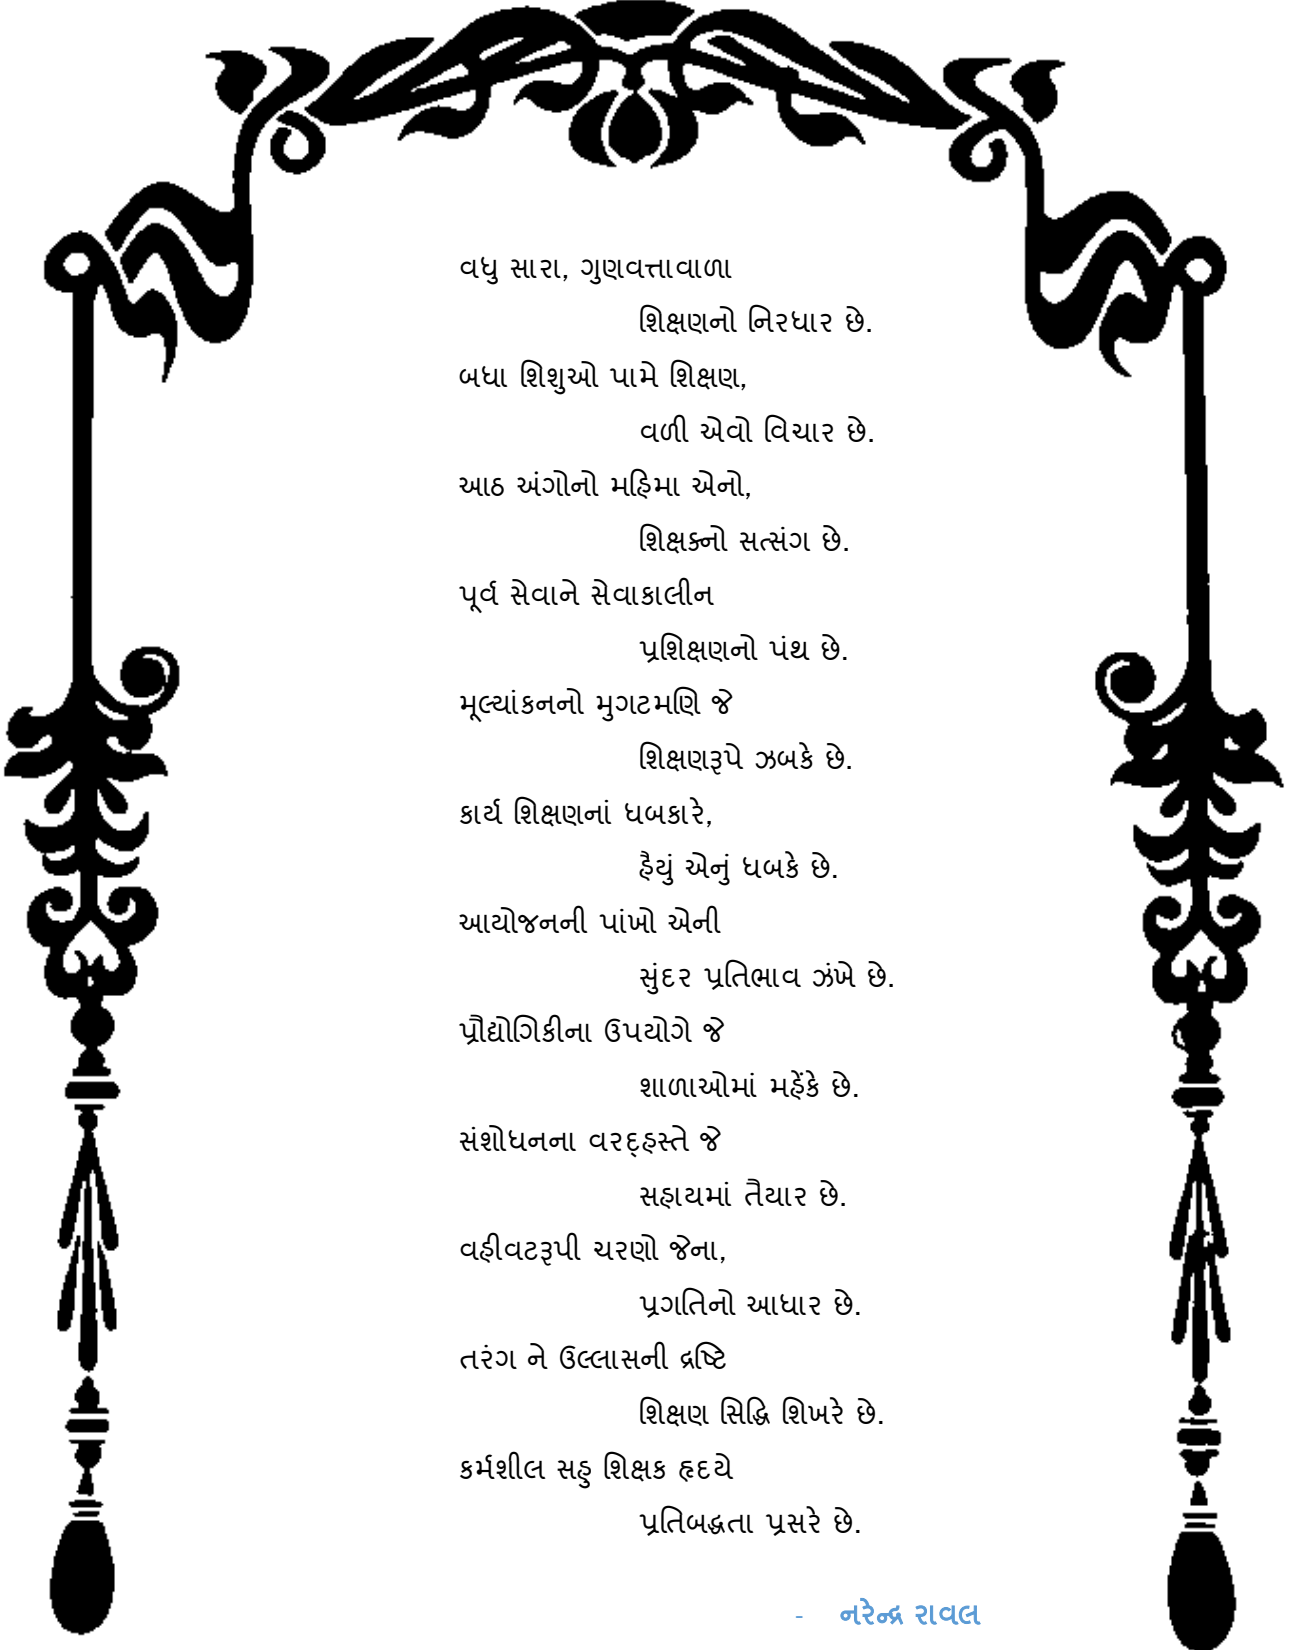 વધુ સારા, ગુણવત્તાવાળા
શિક્ષણનો નિરધાર છે.
બધા શિશુઓ પામે શિક્ષણ,
વળી એવો વિચાર છે.
આઠ અંગોનો મહિમા એનો,
શિક્ષક્નો સત્સંગ છે.
પૂર્વ સેવાને સેવાકાલીન
પ્રશિક્ષણનો પંથ છે.
મૂલ્યાંકનનો મુગટમણિ જે
શિક્ષણરૂપે ઝબકે છે.
કાર્ય શિક્ષણનાં ધબકારે,
હૈયું એનું ધબકે છે.
આયોજનની પાંખો એની
સુંદર પ્રતિભાવ ઝંખે છે.
પ્રૌદ્યોગિકીના ઉપયોગે જે
શાળાઓમાં મહેંકે છે.
સંશોધનના વરદ્હસ્તે જે
સહાયમાં તૈયાર છે.
વહીવટરૂપી ચરણો જેના,
પ્રગતિનો આધાર છે.
તરંગ ને ઉલ્લાસની દ્રષ્ટિ
શિક્ષણ સિદ્ધિ શિખરે છે.
કર્મશીલ સહુ શિક્ષક હૃદયે
પ્રતિબદ્ધતા પ્રસરે છે.
- નરેન્દ્ર રાવલ